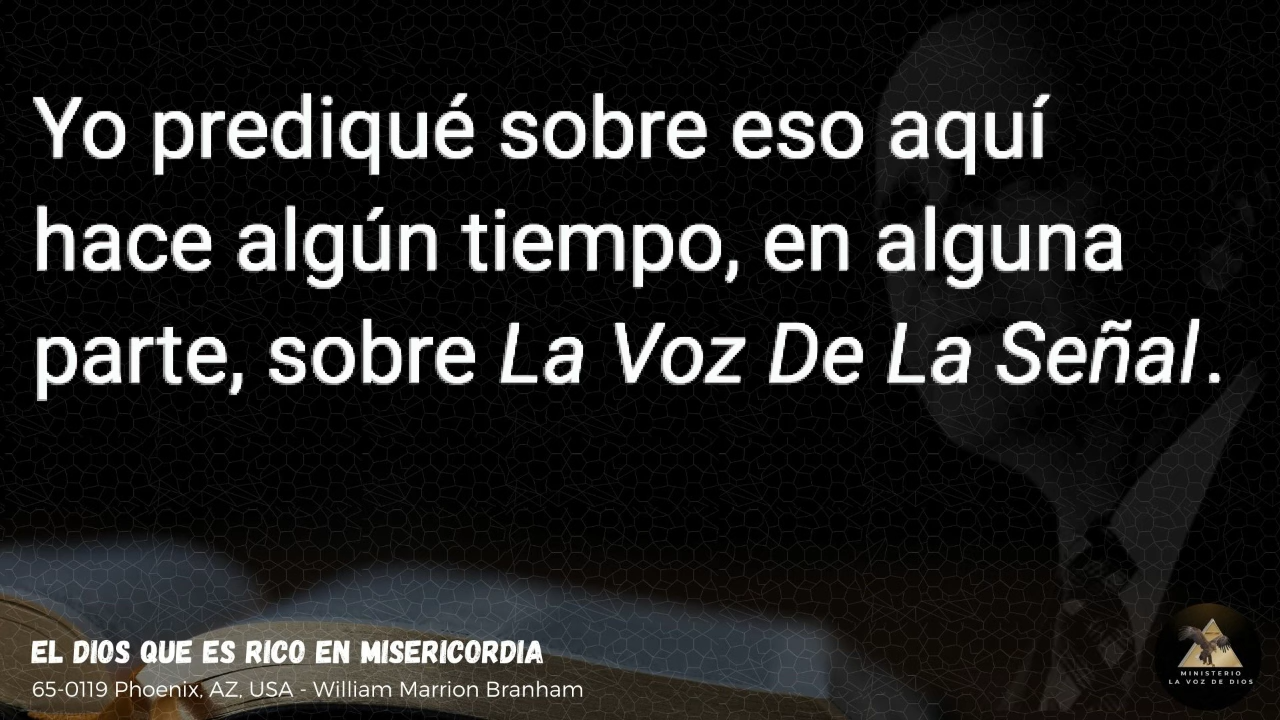 Yo prediqué sobre eso aquí
hace algún tiempo, en alguna
parte, sobre La Voz De La Señal.
EL DIOS QUE ES RICO EN MISERICORDIA
65-0119 Phoenix, AZ, USA - William Marrion Branham
MINISTERIO
LA VOZ DE DIOS